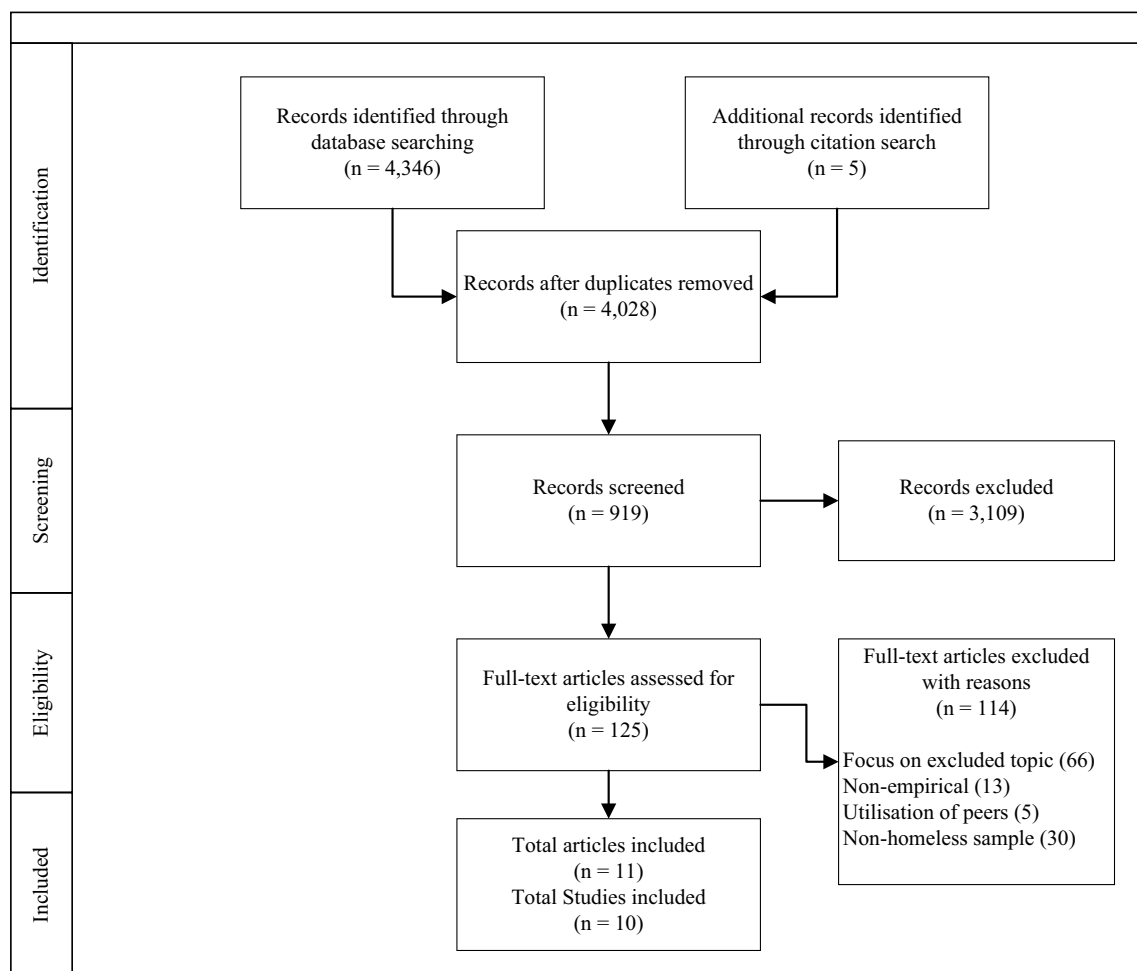 Identification
Records identified through
database searching
(n = 4,346)
Additional records identified
through citation search
(n = 5)
Records after duplicates removed
(n = 4,028)
Screening
Records screened
(n = 919)
Records excluded
(n = 3,109)
Eligibility
Full-text articles assessed for
eligibility
(n = 125)
Full-text articles excluded
with reasons
(n = 114)
Focus on excluded topic (66)
Non-empirical (13)
Utilisation of peers (5)
Non-homeless sample (30)
Included
Total articles included
(n = 11)
Total Studies included
(n = 10)